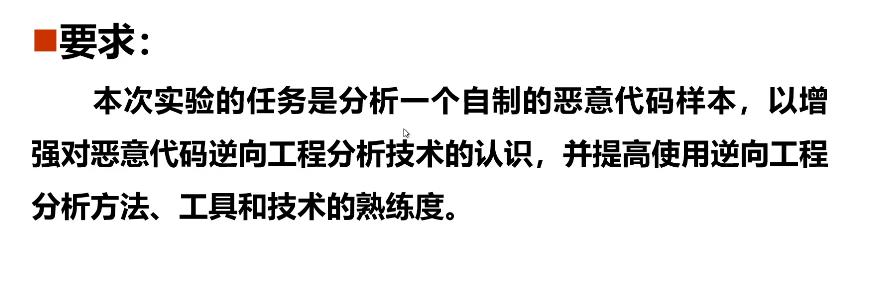 要求：
本次实验的任务是分析一个自制的恶意代码样本，以增
强对恶意代码逆向工程分析技术的认识，并提高使用逆向工程
分析方法、工具和技术的熟练度。